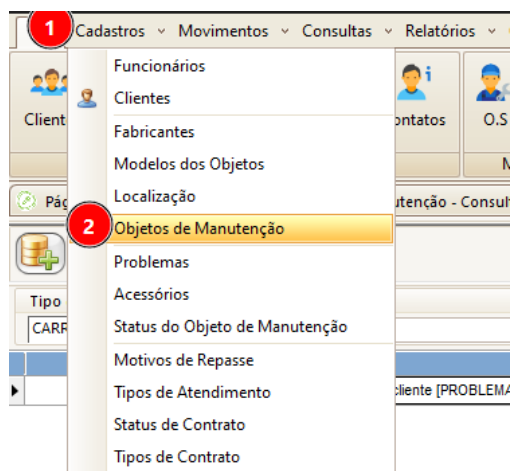 1 Cadastros Movimentos Consultas Relatórios
Funcionários
Clientes
Fabricantes
Modelos dos Objetos
Localização
2 Objetos de Manutenção
Problemas
Acessórios
Status do Objeto de Manutenção
Motivos de Repasse
Tipos de Atendimento
Status de Contrato
Tipos de Contrato
Client
ontatos
O.S
M
Pág
utenção - Consul
Tipo
CARR
cliente [PROBLEMA